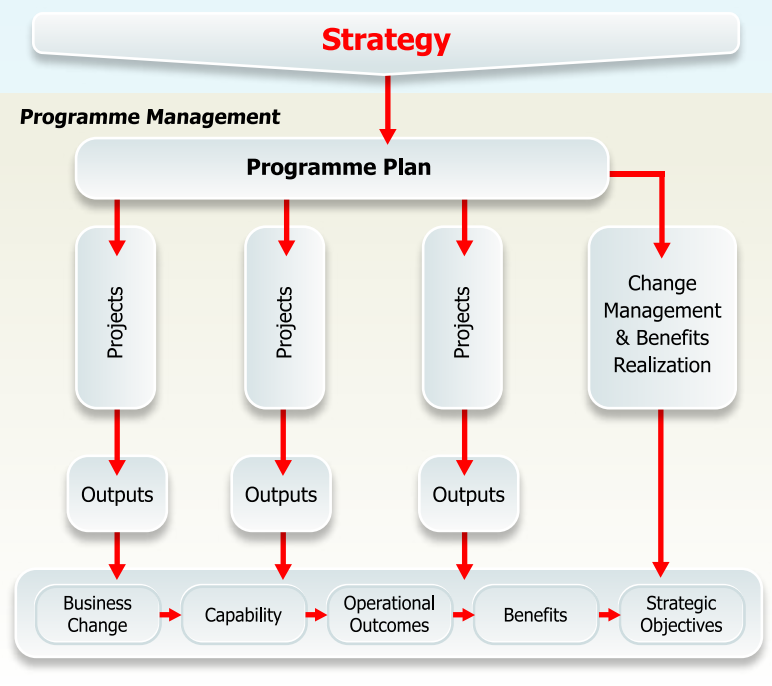 Strategy
Programme Management
Programme Plan
Projects
Projects
Projects
Change
Management
& Benefits
Realization
Outputs
Outputs
Outputs
Business
Change
Capability
Operational
Outcomes
Benefits
Strategic
Objectives